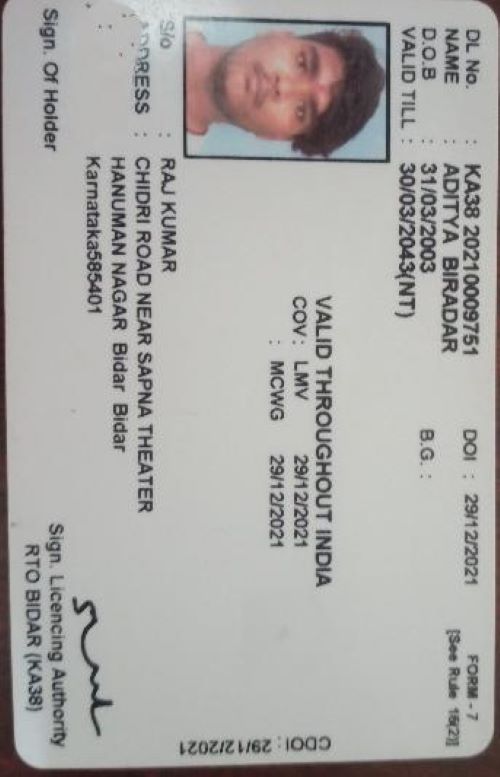 DL No. : KA38 20210009751 DOI : 29/12/2021 FORM - 7
NAME : ADITYA BIRADAR [See Rule 16(2)]
D.O.B : 31/03/2003 B.G. :
VALID TILL : 30/03/2043(NT)
VALID THROUGHOUT INDIA
COV : LMV 29/12/2021
: MCWG 29/12/2021
CDOI : 29/12/2021
S/o : RAJ KUMAR
ADDRESS : CHIDRI ROAD NEAR SAPNA THEATER
HANUMAN NAGAR Bidar Bidar
Karnataka585401
Sign. Of Holder
Sign. Licencing Authority
RTO BIDAR (KA38)